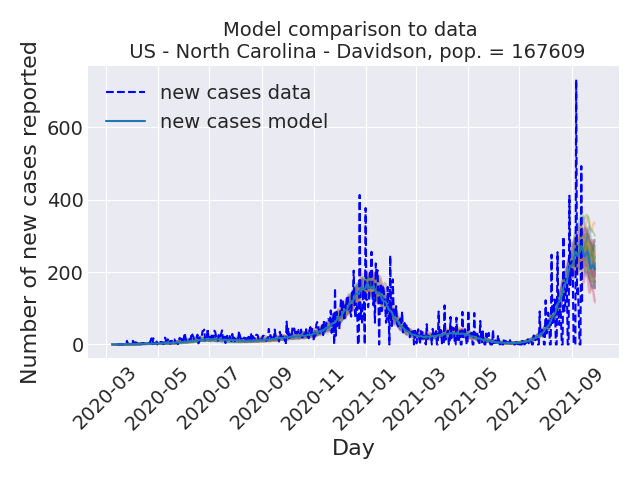 Model comparison to data
US - North Carolina - Davidson, pop. = 167609
Number of new cases reported
600
400
200
0
new cases data
new cases model
2020-03
2020-05
2020-07
2020-09
2020-11
2021-01
2021-03
2021-05
2021-07
2021-09
Day